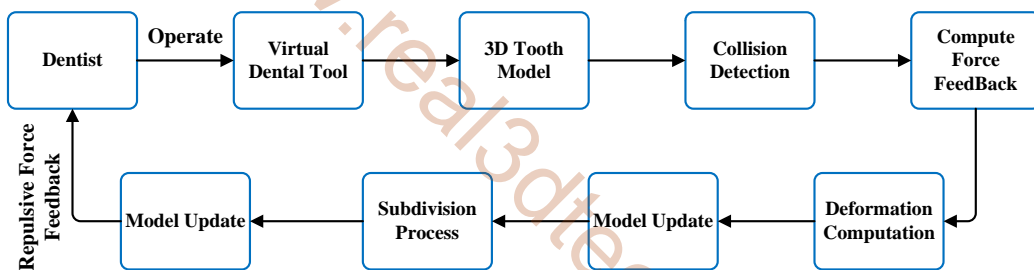 Dentist
Operate
Virtual
Dental Tool
3D Tooth
Model
Collision
Detection
Compute
Force
FeedBack
Deformation
Computation
Model Update
Subdivision
Process
Model Update
Repulsive Force
Feedback
w.real3dtee